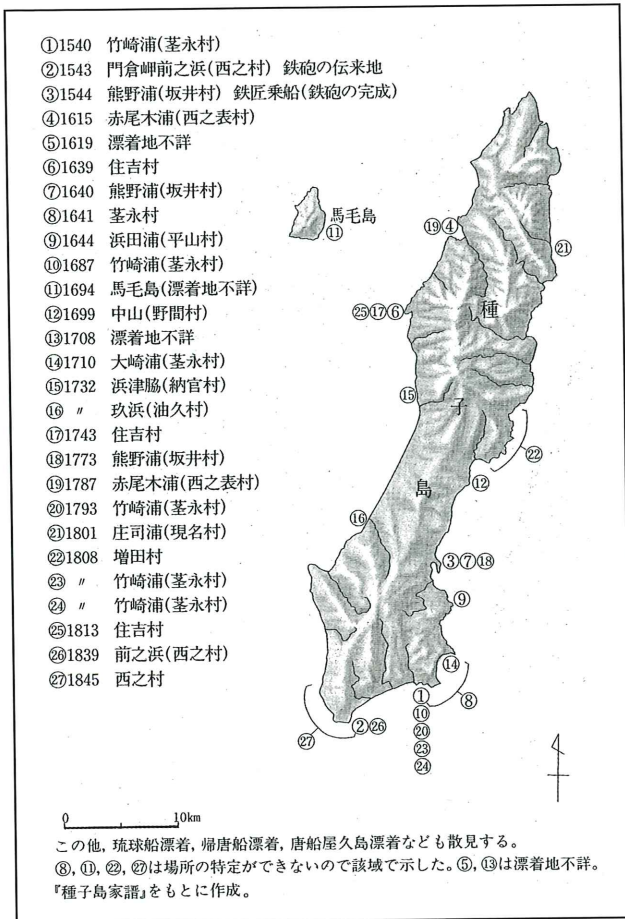 ①1540 竹崎浦(茎永村)
②1543 門倉岬前之浜(西之村) 鉄砲の伝来地
③1544 熊野浦(坂井村) 鉄匠乗船(鉄砲の完成)
④1615 赤尾木浦(西之表村)
⑤1619 漂着地不詳
⑥1639 住吉村
⑦1640 熊野浦(坂井村)
⑧1641 茎永村
⑨1644 浜田浦(平山村)
⑩1687 竹崎浦(茎永村)
⑪1694 馬毛島(漂着地不詳)
⑫1699 中山(野間村)
⑬1708 漂着地不詳
⑭1710 大崎浦(茎永村)
⑮1732 浜津脇(納官村)
⑯ 〃 玖浜(油久村)
⑰1743 住吉村
⑱1773 熊野浦(坂井村)
⑲1787 赤尾木浦(西之表村)
⑳1793 竹崎浦(茎永村)
㉑1801 庄司浦(現名村)
㉒1808 増田村
㉓ 〃 竹崎浦(茎永村)
㉔ 〃 竹崎浦(茎永村)
㉕1813 住吉村
㉖1839 前之浜(西之村)
㉗1845 西之村
馬毛島
⑪
⑲④
㉑
㉕⑰⑥
種
⑮
子
㉒
島
⑫
⑯
③⑦⑱
⑨
⑭
①
⑧
⑩
②㉖
⑳
㉗
㉓
㉔
0 10km
この他, 琉球船漂着, 帰唐船漂着, 唐船屋久島漂着なども散見する。
⑧, ⑪, ㉒, ㉗は場所の特定ができないので該域で示した。⑤, ⑬は漂着地不詳。
『種子島家譜』をもとに作成。